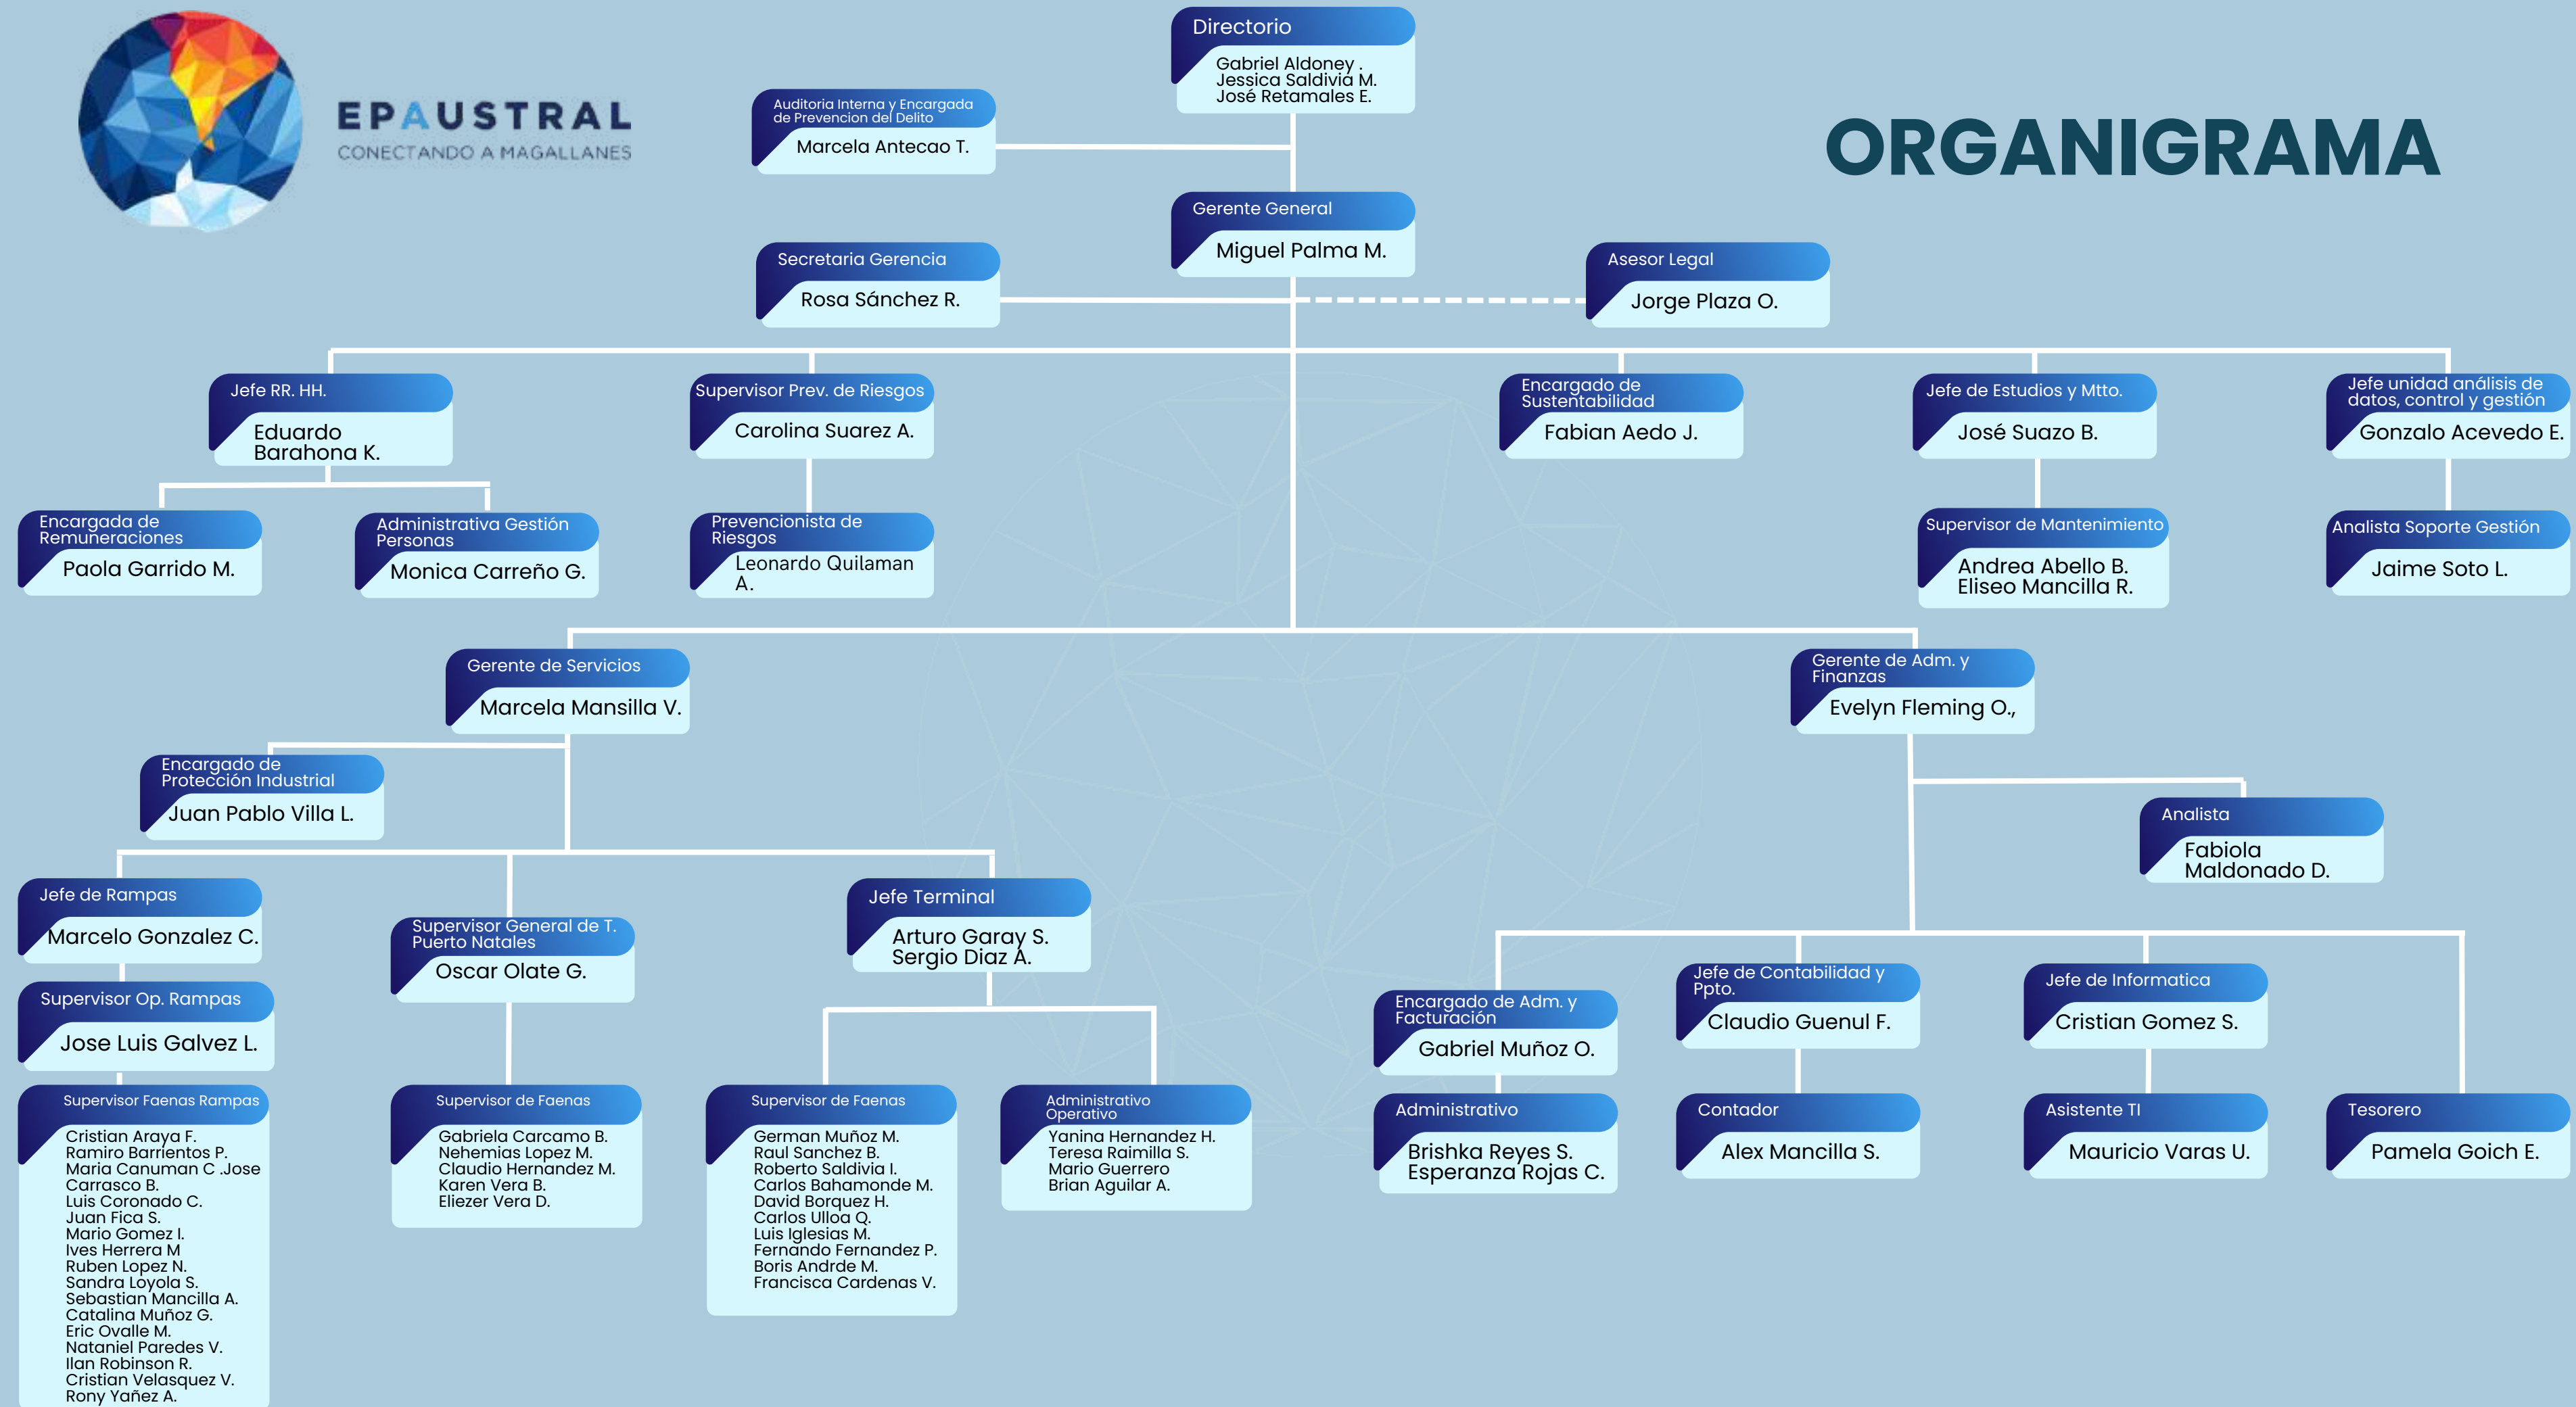 EPAUSTRAL
CONECTANDO A MAGALLANES
ORGANIGRAMA
Directorio
Gabriel Aldoney .
Jessica Saldivia M.
José Retamales E.
Auditoria Interna y Encargada
de Prevencion del Delito
Marcela Antecao T.
Gerente General
Miguel Palma M.
Secretaria Gerencia
Rosa Sánchez R.
Asesor Legal
Jorge Plaza O.
Jefe RR. HH.
Eduardo
Barahona K.
Supervisor Prev. de Riesgos
Carolina Suarez A.
Encargado de
Sustentabilidad
Fabian Aedo J.
Jefe de Estudios y Mtto.
José Suazo B.
Jefe unidad análisis de
datos, control y gestión
Gonzalo Acevedo E.
Encargada de
Remuneraciones
Paola Garrido M.
Administrativa Gestión
Personas
Monica Carreño G.
Prevencionista de
Riesgos
Leonardo Quilaman
A.
Supervisor de Mantenimiento
Andrea Abello B.
Eliseo Mancilla R.
Analista Soporte Gestión
Jaime Soto L.
Gerente de Servicios
Marcela Mansilla V.
Gerente de Adm. y
Finanzas
Evelyn Fleming O.,
Encargado de
Protección Industrial
Juan Pablo Villa L.
Analista
Fabiola
Maldonado D.
Jefe de Rampas
Marcelo Gonzalez C.
Supervisor General de T.
Puerto Natales
Oscar Olate G.
Jefe Terminal
Arturo Garay S.
Sergio Diaz A.
Supervisor Op. Rampas
Jose Luis Galvez L.
Encargado de Adm. y
Facturación
Gabriel Muñoz O.
Jefe de Contabilidad y
Ppto.
Claudio Guenul F.
Jefe de Informatica
Cristian Gomez S.
Supervisor Faenas Rampas
Cristian Araya F.
Ramiro Barrientos P.
Maria Canuman C .Jose
Carrasco B.
Luis Coronado C.
Juan Fica S.
Mario Gomez I.
Ives Herrera M
Ruben Lopez N.
Sandra Loyola S.
Sebastian Mancilla A.
Catalina Muñoz G.
Eric Ovalle M.
Nataniel Paredes V.
Ilan Robinson R.
Cristian Velasquez V.
Rony Yañez A.
Supervisor de Faenas
Gabriela Carcamo B.
Nehemias Lopez M.
Claudio Hernandez M.
Karen Vera B.
Eliezer Vera D.
Supervisor de Faenas
German Muñoz M.
Raul Sanchez B.
Roberto Saldivia I.
Carlos Bahamonde M.
David Borquez H.
Carlos Ulloa Q.
Luis Iglesias M.
Fernando Fernandez P.
Boris Andrde M.
Francisca Cardenas V.
Administrativo
Operativo
Yanina Hernandez H.
Teresa Raimilla S.
Mario Guerrero
Brian Aguilar A.
Administrativo
Brishka Reyes S.
Esperanza Rojas C.
Contador
Alex Mancilla S.
Asistente TI
Mauricio Varas U.
Tesorero
Pamela Goich E.